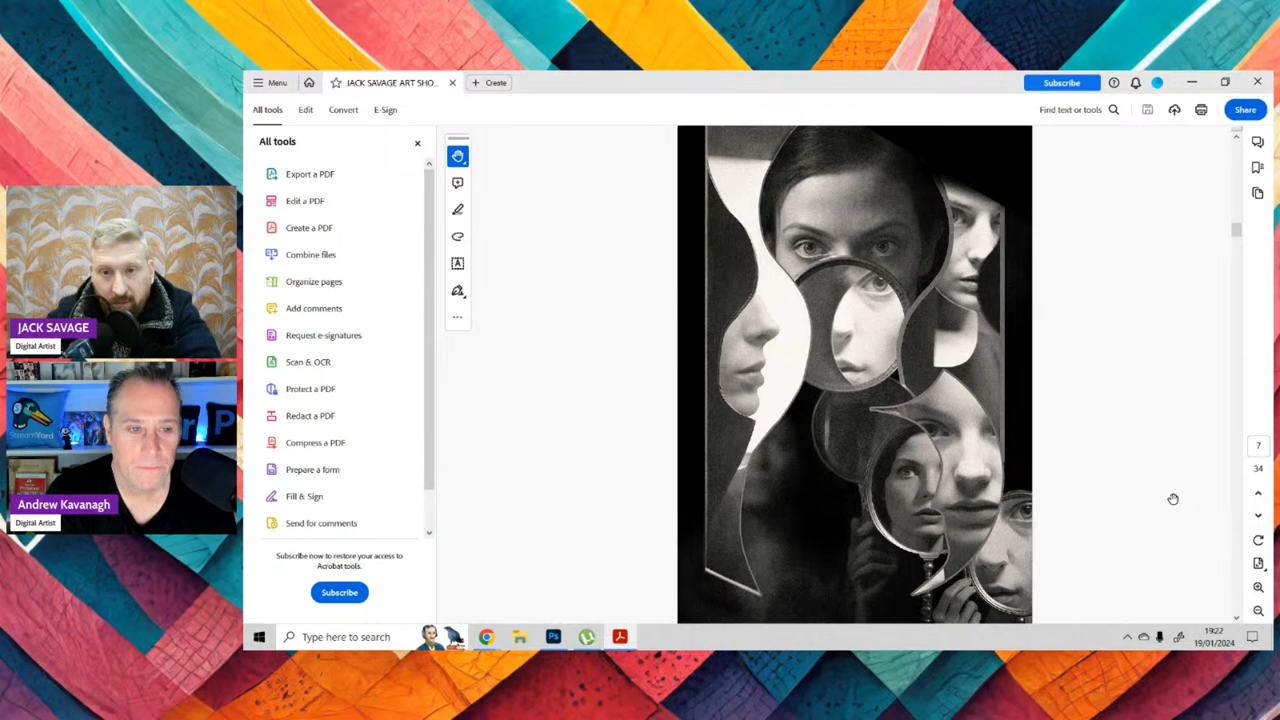 Menu
JACK SAVAGE ART SHO...
Create
Subscribe
All tools
Edit
Convert
E-Sign
Find text or tools
Share
All tools
Export a PDF
Edit a PDF
Create a PDF
Combine files
Organize pages
Add comments
Request e-signatures
Scan & OCR
Protect a PDF
Redact a PDF
Compress a PDF
Prepare a form
Fill & Sign
Send for comments
Subscribe now to restore your access to
Acrobat tools.
Subscribe
7
34
JACK SAVAGE
Digital Artist
StreamYard
Andrew Kavanagh
Digital Artist
Type here to search
Ps
19:22
19/01/2024